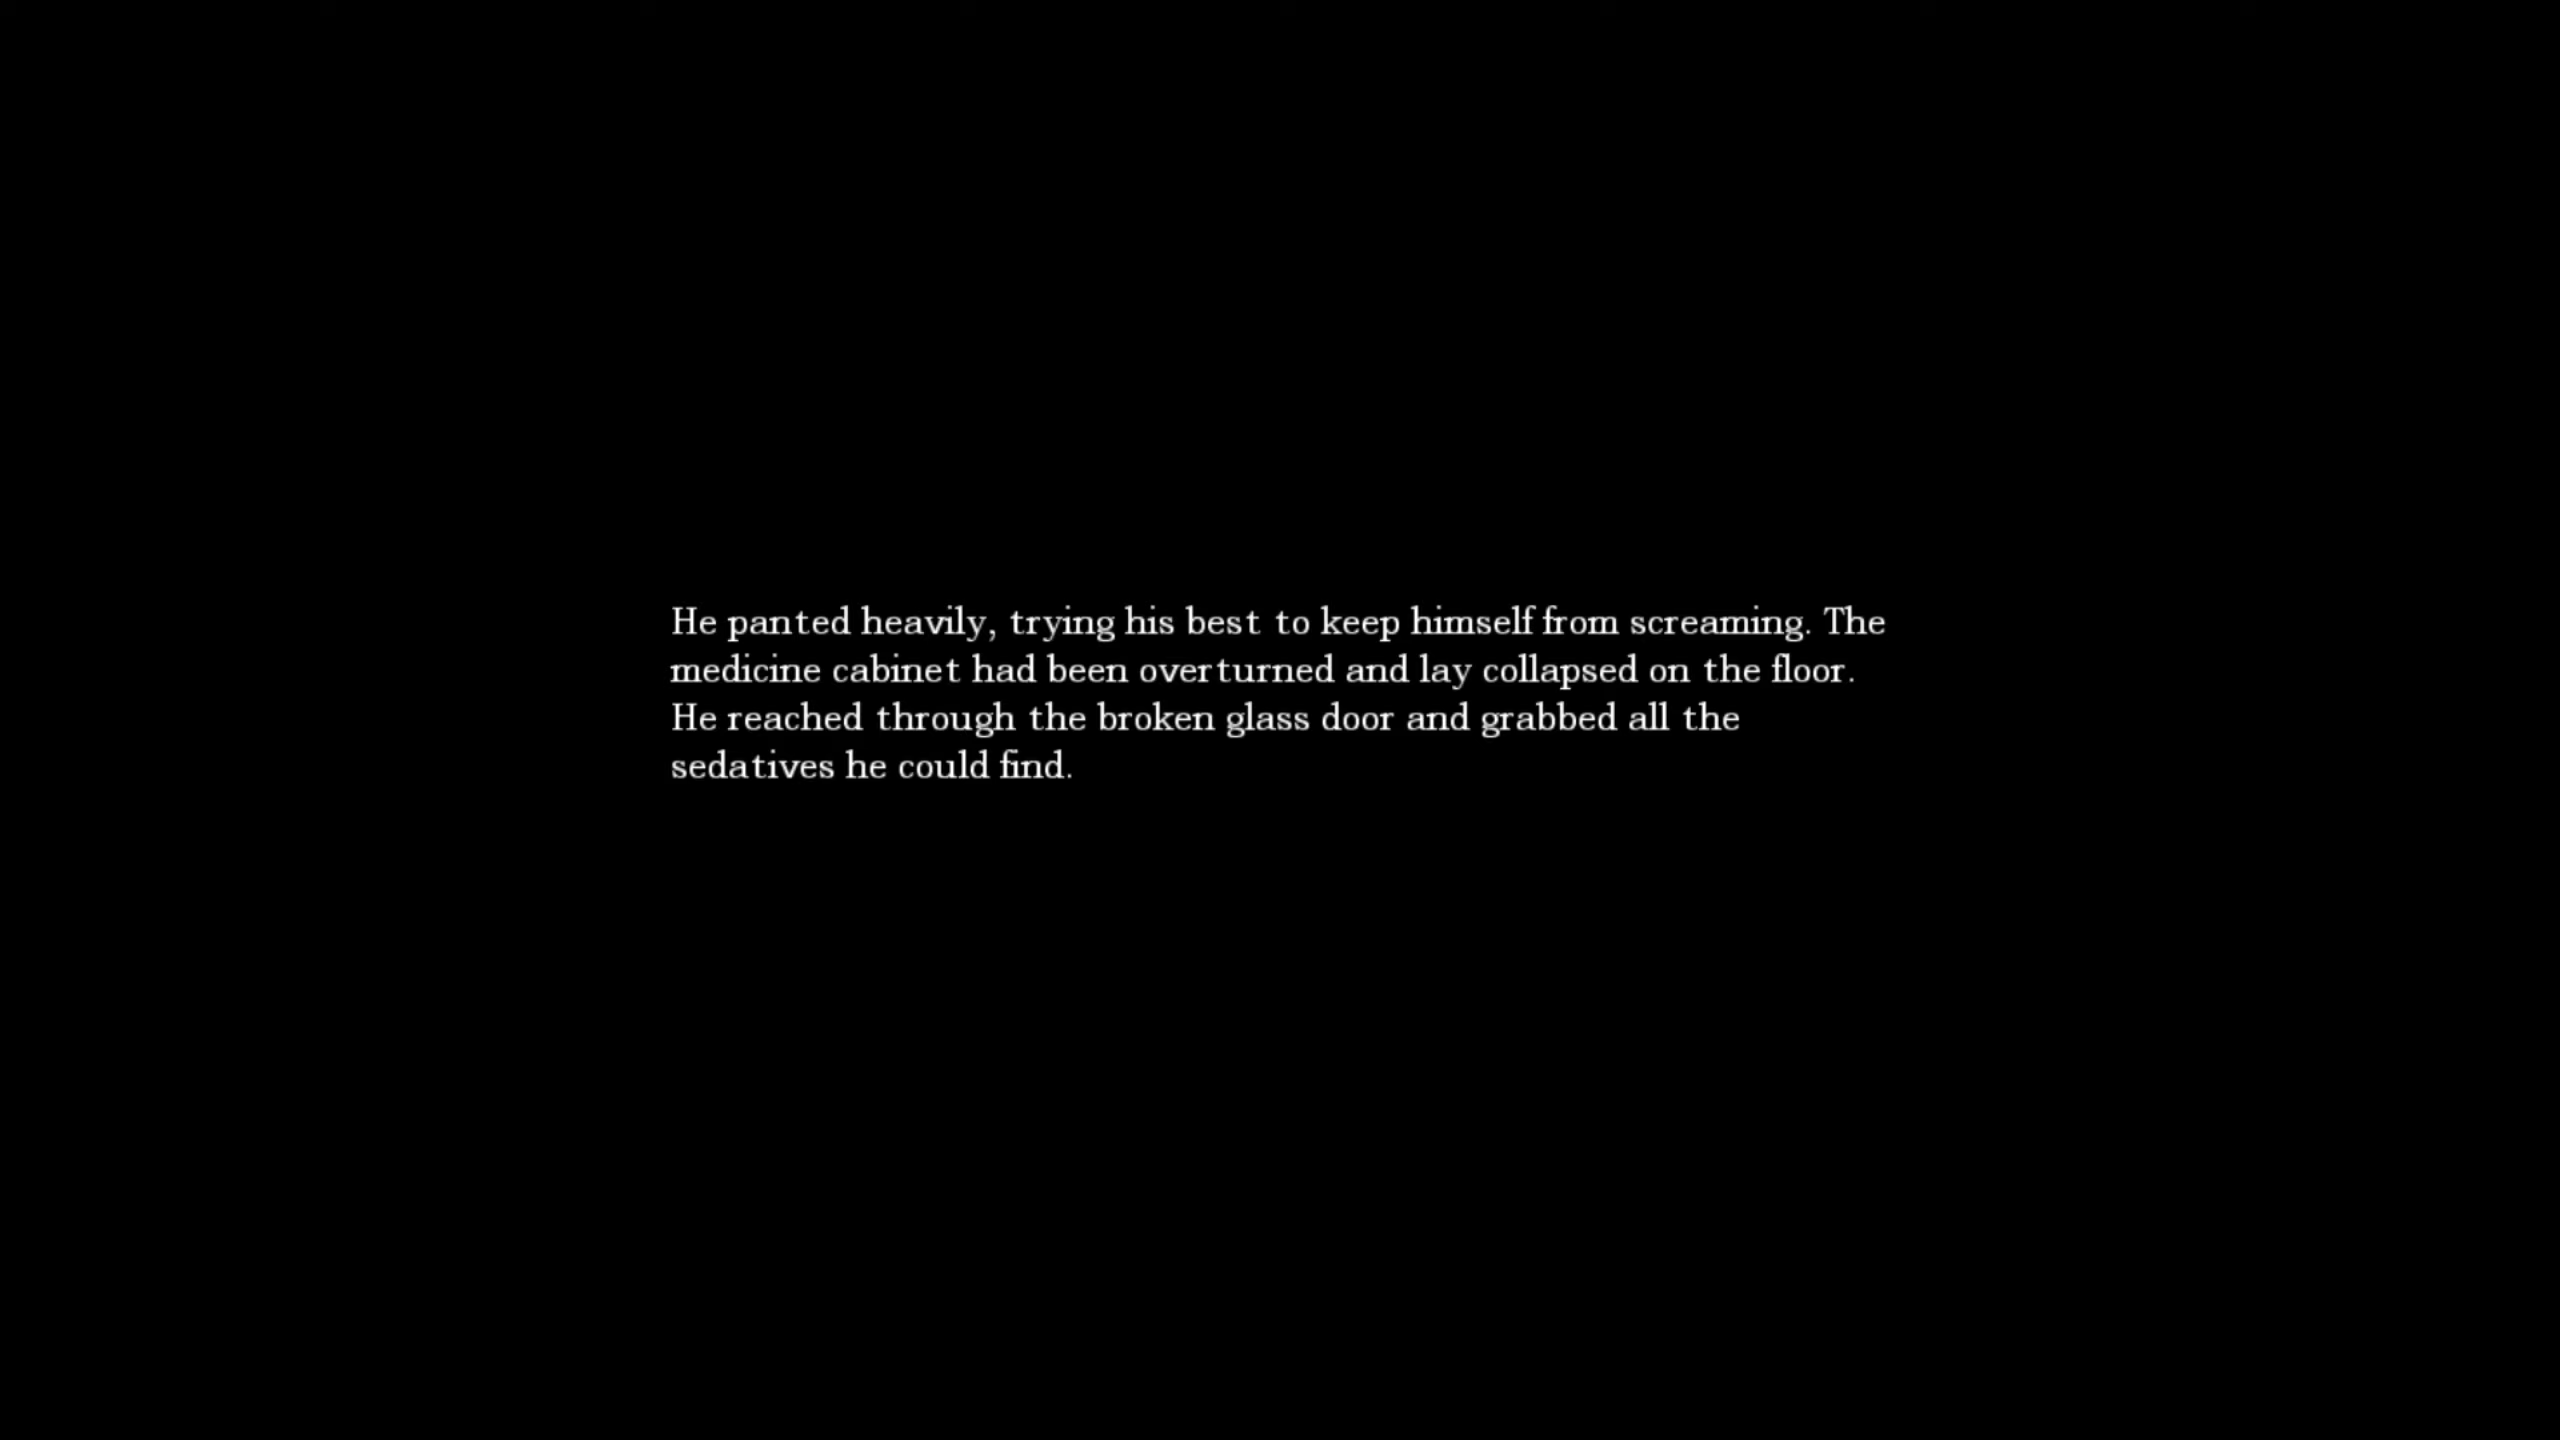 He panted heavily, trying his best to keep himself from screaming. The
medicine cabinet had been overturned and lay collapsed on the floor.
He reached through the broken glass door and grabbed all the
sedatives he could find.